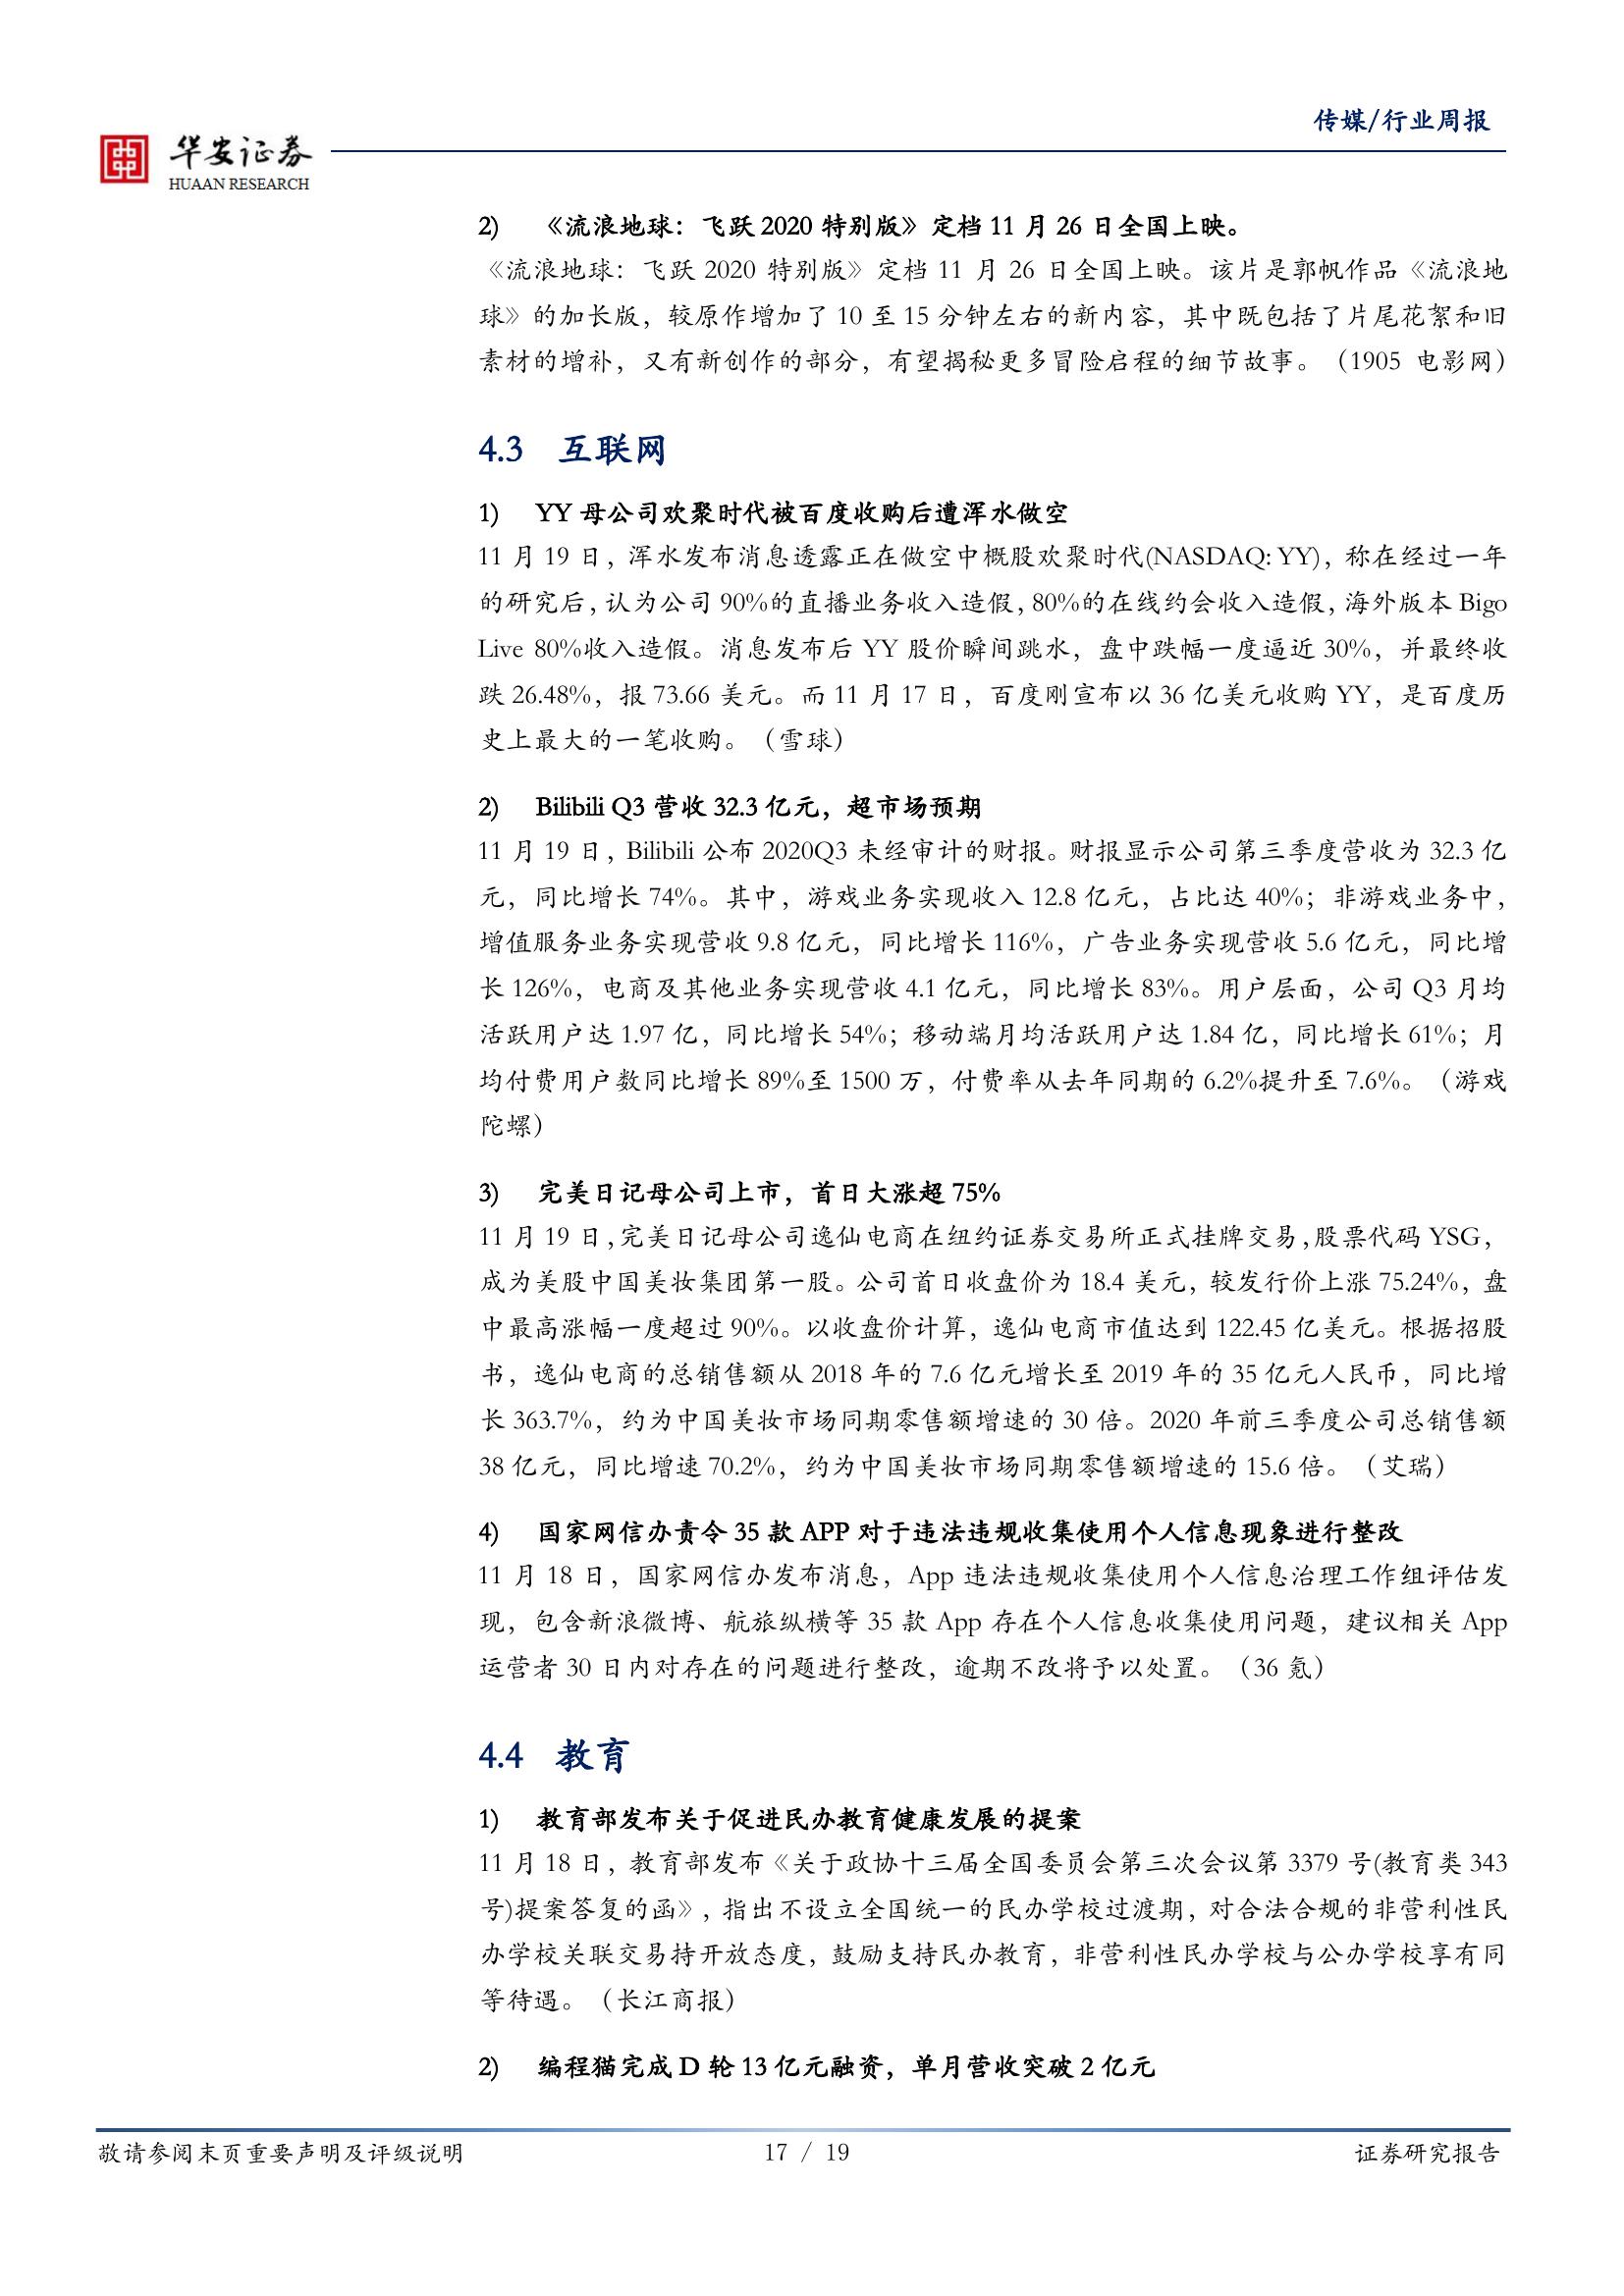 传媒/行业周报
华安证券
HUAAN RESEARCH
2) 《流浪地球：飞跃 2020 特别版》定档 11 月 26 日全国上映。
《流浪地球：飞跃 2020 特别版》定档 11 月 26 日全国上映。该片是郭帆作品《流浪地
球》的加长版，较原作增加了 10 至 15 分钟左右的新内容，其中既包括了片尾花絮和旧
素材的增补，又有新创作的部分，有望揭秘更多冒险启程的细节故事。（1905 电影网）
4.3 互联网
1) YY 母公司欢聚时代被百度收购后遭浑水做空
11 月 19 日，浑水发布消息透露正在做空中概股欢聚时代(NASDAQ: YY)，称在经过一年
的研究后，认为公司 90%的直播业务收入造假，80%的在线约会收入造假，海外版本 Bigo
Live 80%收入造假。消息发布后 YY 股价瞬间跳水，盘中跌幅一度逼近 30%，并最终收
跌 26.48%，报 73.66 美元。而 11 月 17 日，百度刚宣布以 36 亿美元收购 YY，是百度历
史上最大的一笔收购。（雪球）
2) Bilibili Q3 营收 32.3 亿元，超市场预期
11 月 19 日，Bilibili 公布 2020Q3 未经审计的财报。财报显示公司第三季度营收为 32.3 亿
元，同比增长 74%。其中，游戏业务实现收入 12.8 亿元，占比达 40%；非游戏业务中，
增值服务业务实现营收 9.8 亿元，同比增长 116%，广告业务实现营收 5.6 亿元，同比增
长 126%，电商及其他业务实现营收 4.1 亿元，同比增长 83%。用户层面，公司 Q3 月均
活跃用户达 1.97 亿，同比增长 54%；移动端月均活跃用户达 1.84 亿，同比增长 61%；月
均付费用户数同比增长 89%至 1500 万，付费率从去年同期的 6.2%提升至 7.6%。（游戏
陀螺）
3) 完美日记母公司上市，首日大涨超 75%
11 月 19 日，完美日记母公司逸仙电商在纽约证券交易所正式挂牌交易，股票代码 YSG，
成为美股中国美妆集团第一股。公司首日收盘价为 18.4 美元，较发行价上涨 75.24%，盘
中最高涨幅一度超过 90%。以收盘价计算，逸仙电商市值达到 122.45 亿美元。根据招股
书，逸仙电商的总销售额从 2018 年的 7.6 亿元增长至 2019 年的 35 亿元人民币，同比增
长 363.7%，约为中国美妆市场同期零售额增速的 30 倍。2020 年前三季度公司总销售额
38 亿元，同比增速 70.2%，约为中国美妆市场同期零售额增速的 15.6 倍。（艾瑞）
4) 国家网信办责令 35 款 APP 对于违法违规收集使用个人信息现象进行整改
11 月 18 日，国家网信办发布消息，App 违法违规收集使用个人信息治理工作组评估发
现，包含新浪微博、航旅纵横等 35 款 App 存在个人信息收集使用问题，建议相关 App
运营者 30 日内对存在的问题进行整改，逾期不改将予以处置。（36 氪）
4.4 教育
1) 教育部发布关于促进民办教育健康发展的提案
11 月 18 日，教育部发布《关于政协十三届全国委员会第三次会议第 3379 号(教育类 343
号)提案答复的函》，指出不设立全国统一的民办学校过渡期，对合法合规的非营利性民
办学校关联交易持开放态度，鼓励支持民办教育，非营利性民办学校与公办学校享有同
等待遇。（长江商报）
2) 编程猫完成 D 轮 13 亿元融资，单月营收突破 2 亿元
敬请参阅末页重要声明及评级说明
17 / 19
证券研究报告